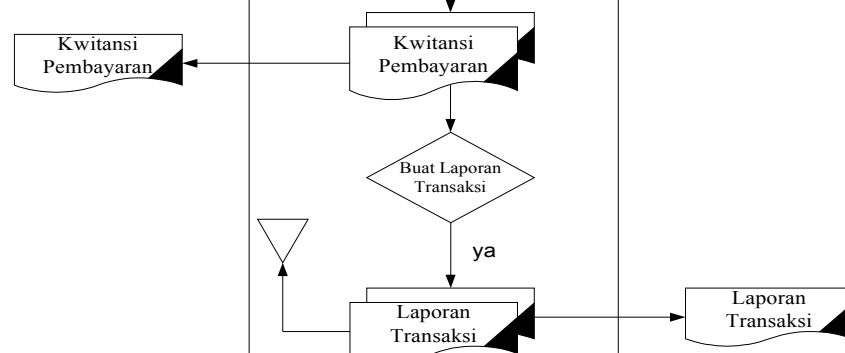 Kwitansi
Pembayaran
Kwitansi
Pembayaran
Buat Laporan
Transaksi
ya
Laporan
Transaksi
Laporan
Transaksi